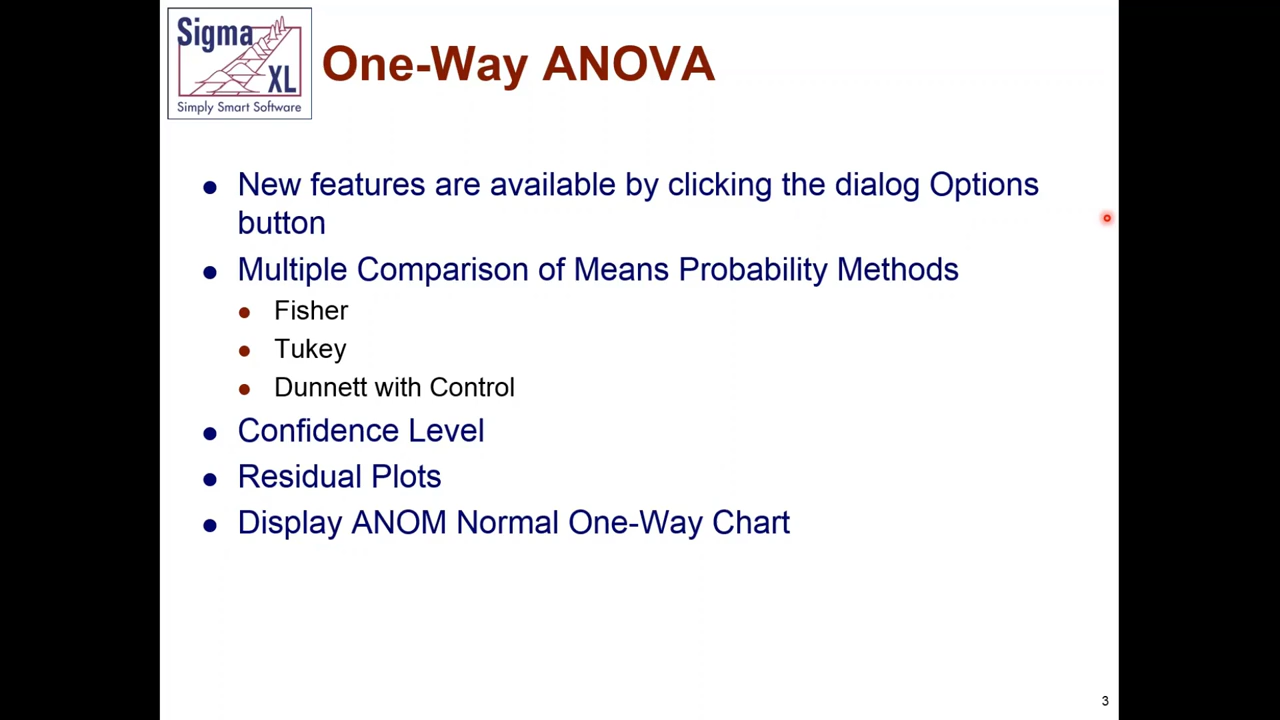 Sigma
XL
Simply Smart Software
One-Way ANOVA
New features are available by clicking the dialog Options
button
Multiple Comparison of Means Probability Methods
Fisher
Tukey
Dunnett with Control
Confidence Level
Residual Plots
Display ANOM Normal One-Way Chart
3